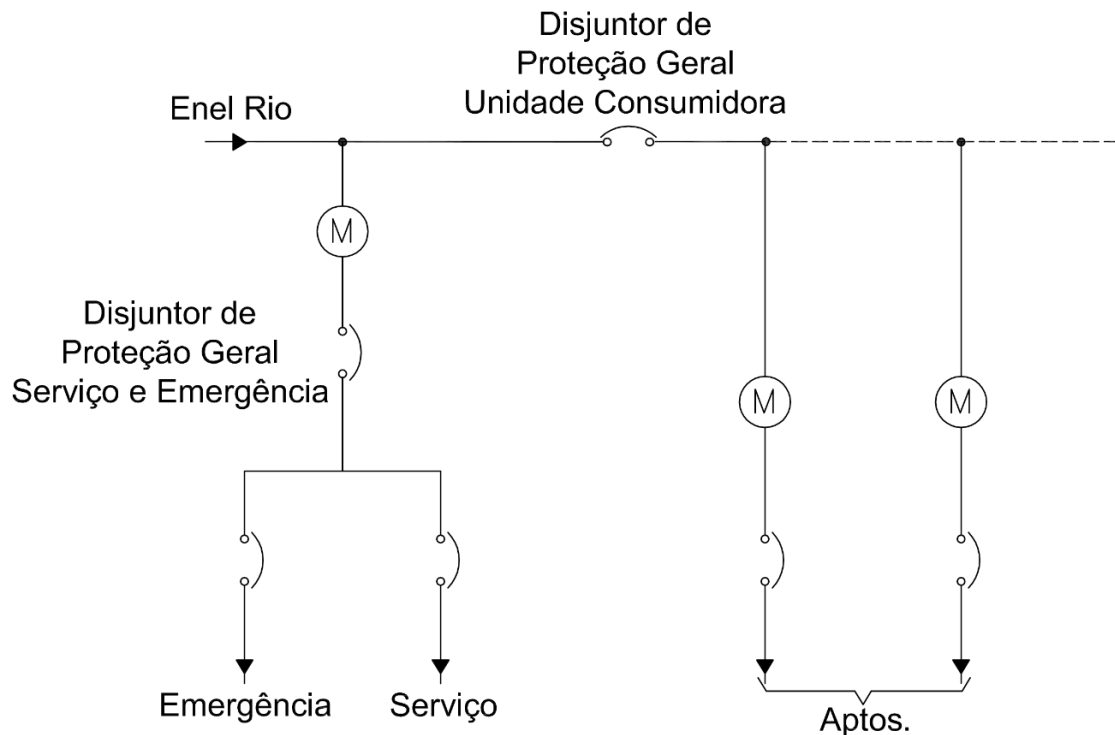 Disjuntor de
Proteção Geral
Unidade Consumidora
Enel Rio
M
Disjuntor de
Proteção Geral
Serviço e Emergência
M
M
Emergência
Serviço
Aptos.